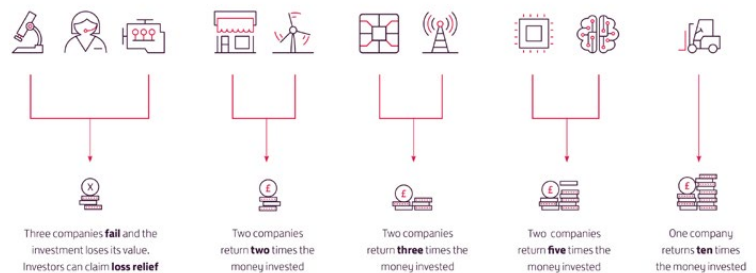 X
£
£
£
£
Three companies fail and the
investment loses its value.
Investors can claim loss relief
Two companies
return two times the
money invested
Two companies
return three times the
money invested
Two companies
return five times the
money invested
One company
returns ten times
the money invested